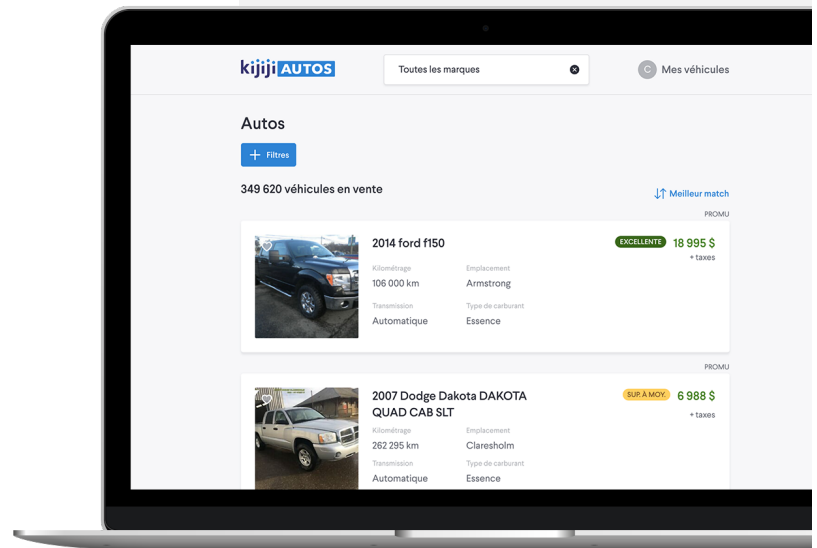 kijiji AUTOS
Toutes les marques
C Mes véhicules
Autos
+ Filtres
349 620 véhicules en vente
Meilleur match
PROMU
2014 ford f150
EXCELLENTE 18 995 $
+ taxes
Kilométrage Emplacement
106 000 km Armstrong
Transmission Type de carburant
Automatique Essence
PROMU
2007 Dodge Dakota DAKOTA
QUAD CAB SLT
SUP. À MOY. 6 988 $
+ taxes
Kilométrage Emplacement
262 295 km Claresholm
Transmission Type de carburant
Automatique Essence